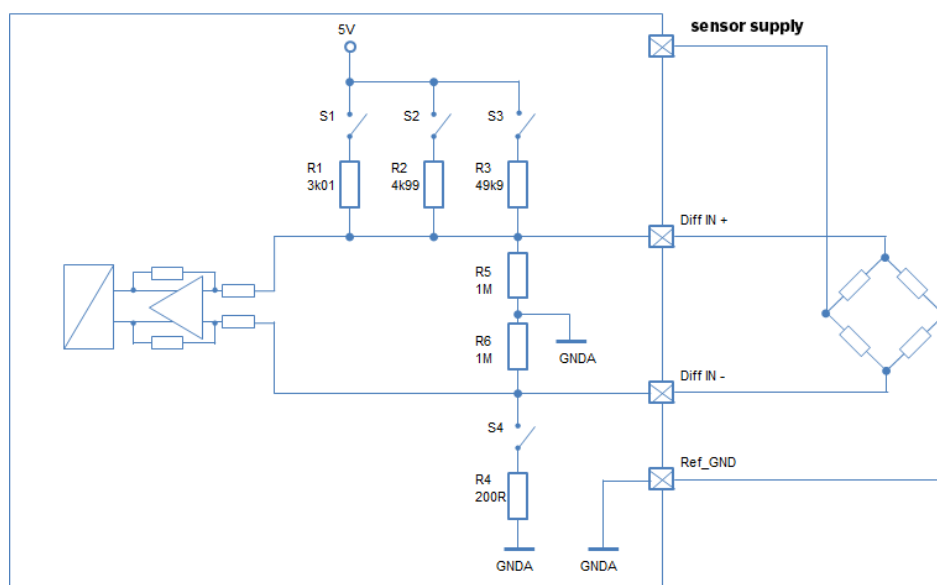 sensor supply
5V
S1
S2
S3
R1
3k01
R2
4k99
R3
49k9
Diff IN +
R5
1M
R6
1M
GNDA
Diff IN -
S4
Ref_GND
R4
200R
GNDA
GNDA